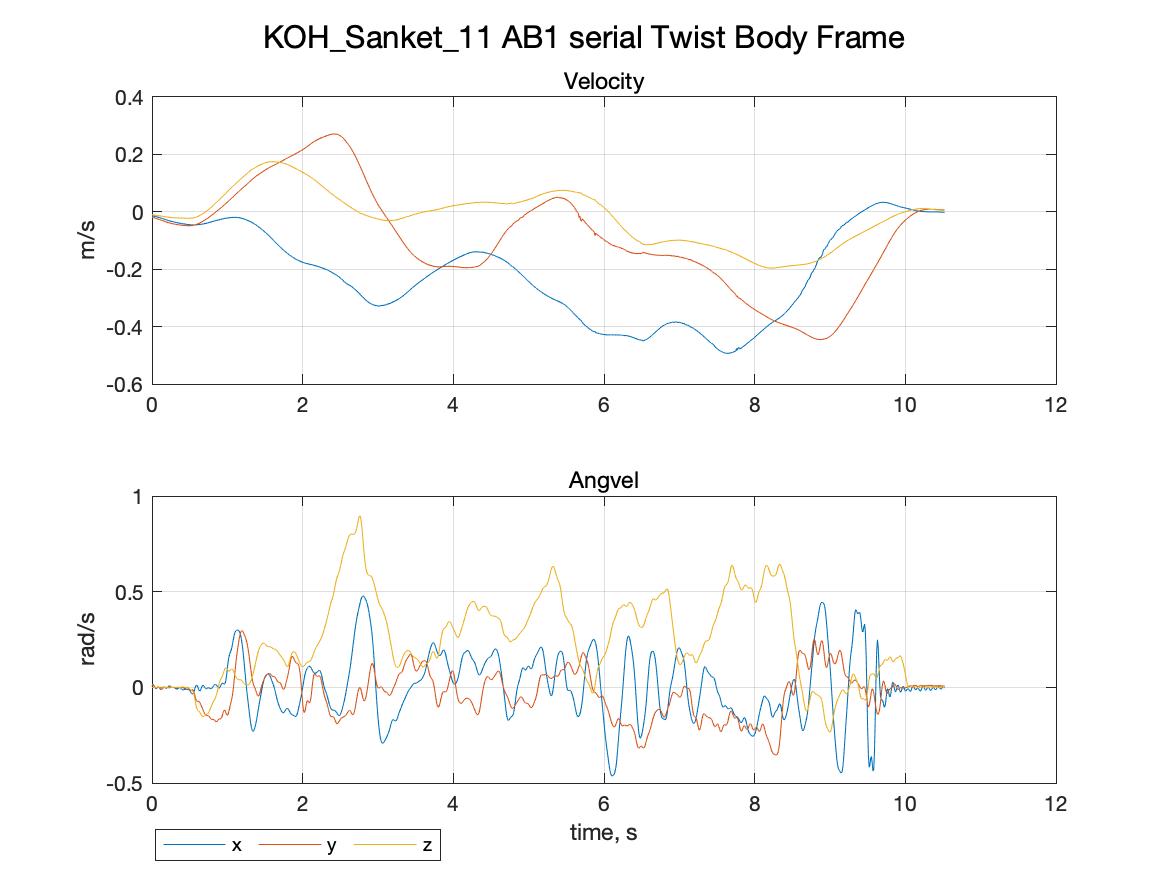 KOH_Sanket_11 AB1 serial Twist Body Frame
Velocity
0.4
0.2
0
-0.2
-0.4
-0.6
m/s
0 2 4 6 8 10 12
Angvel
1
0.5
0
-0.5
rad/s
0 2 4 6 8 10 12
time, s
x y z